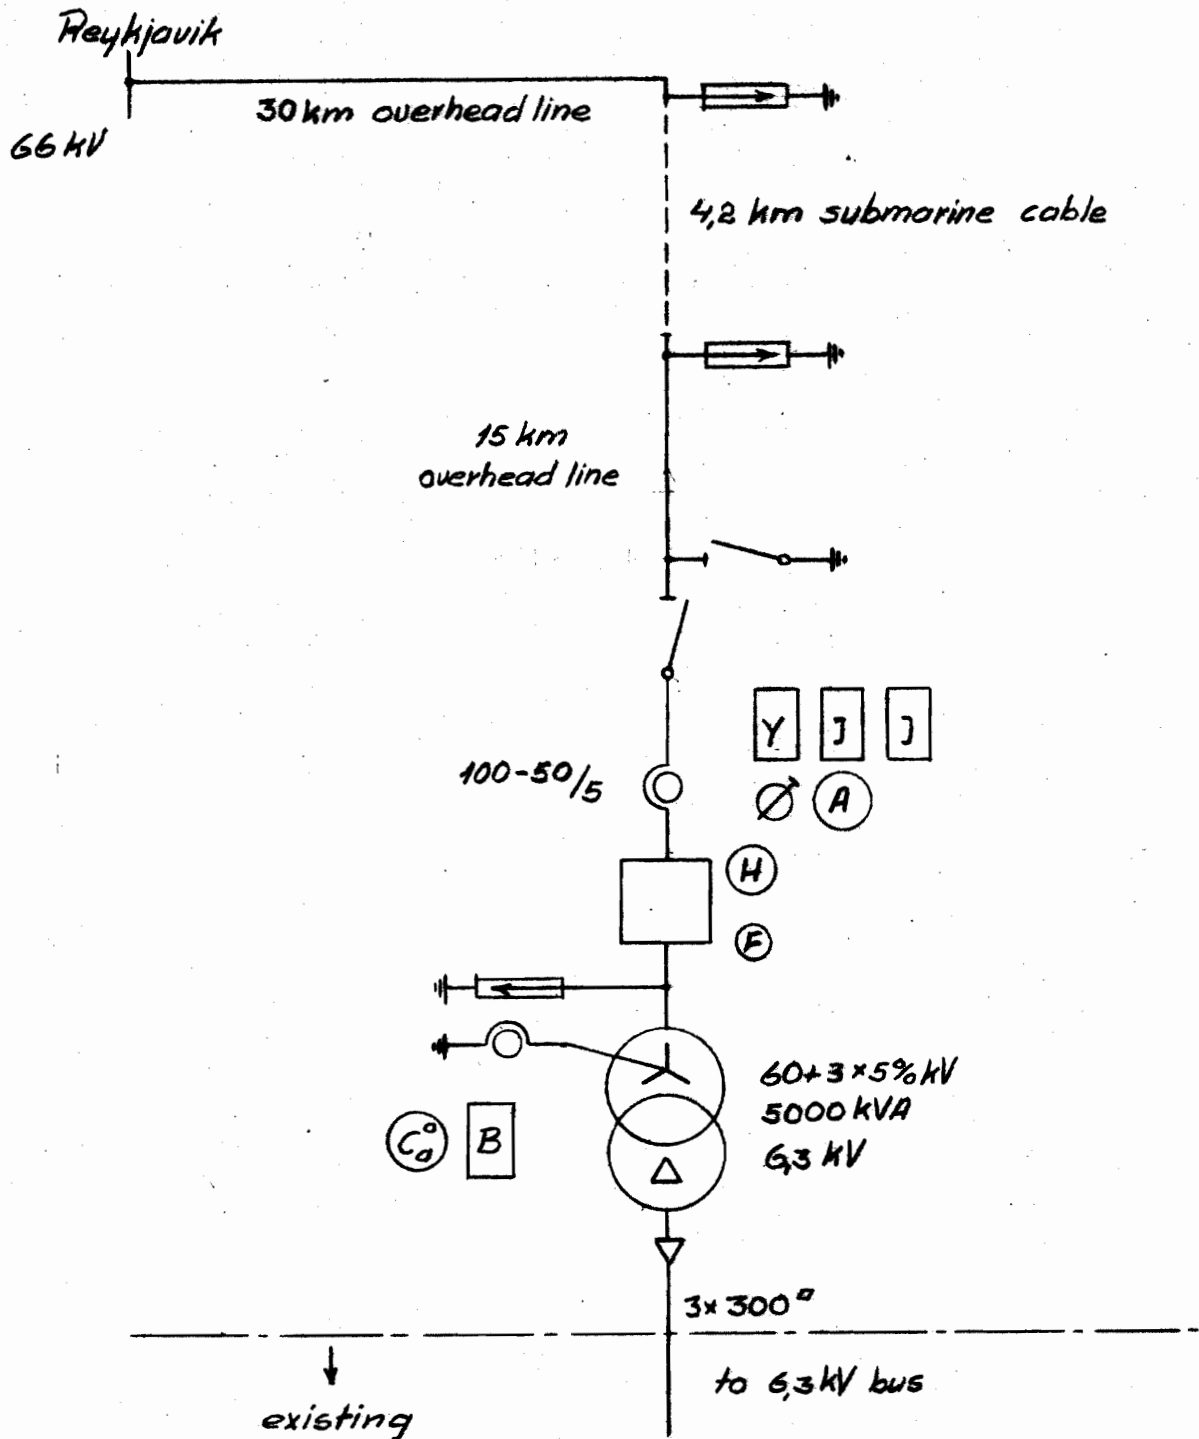 Reykjavik
30 km overhead line
66 kV
4,2 km submarine cable
15 km
overhead line
Y J J
100-50/5
A
H
E
60+3×5% kV
5000 kVA
6,3 kV
B
3×300□
to 6,3 kV bus
existing